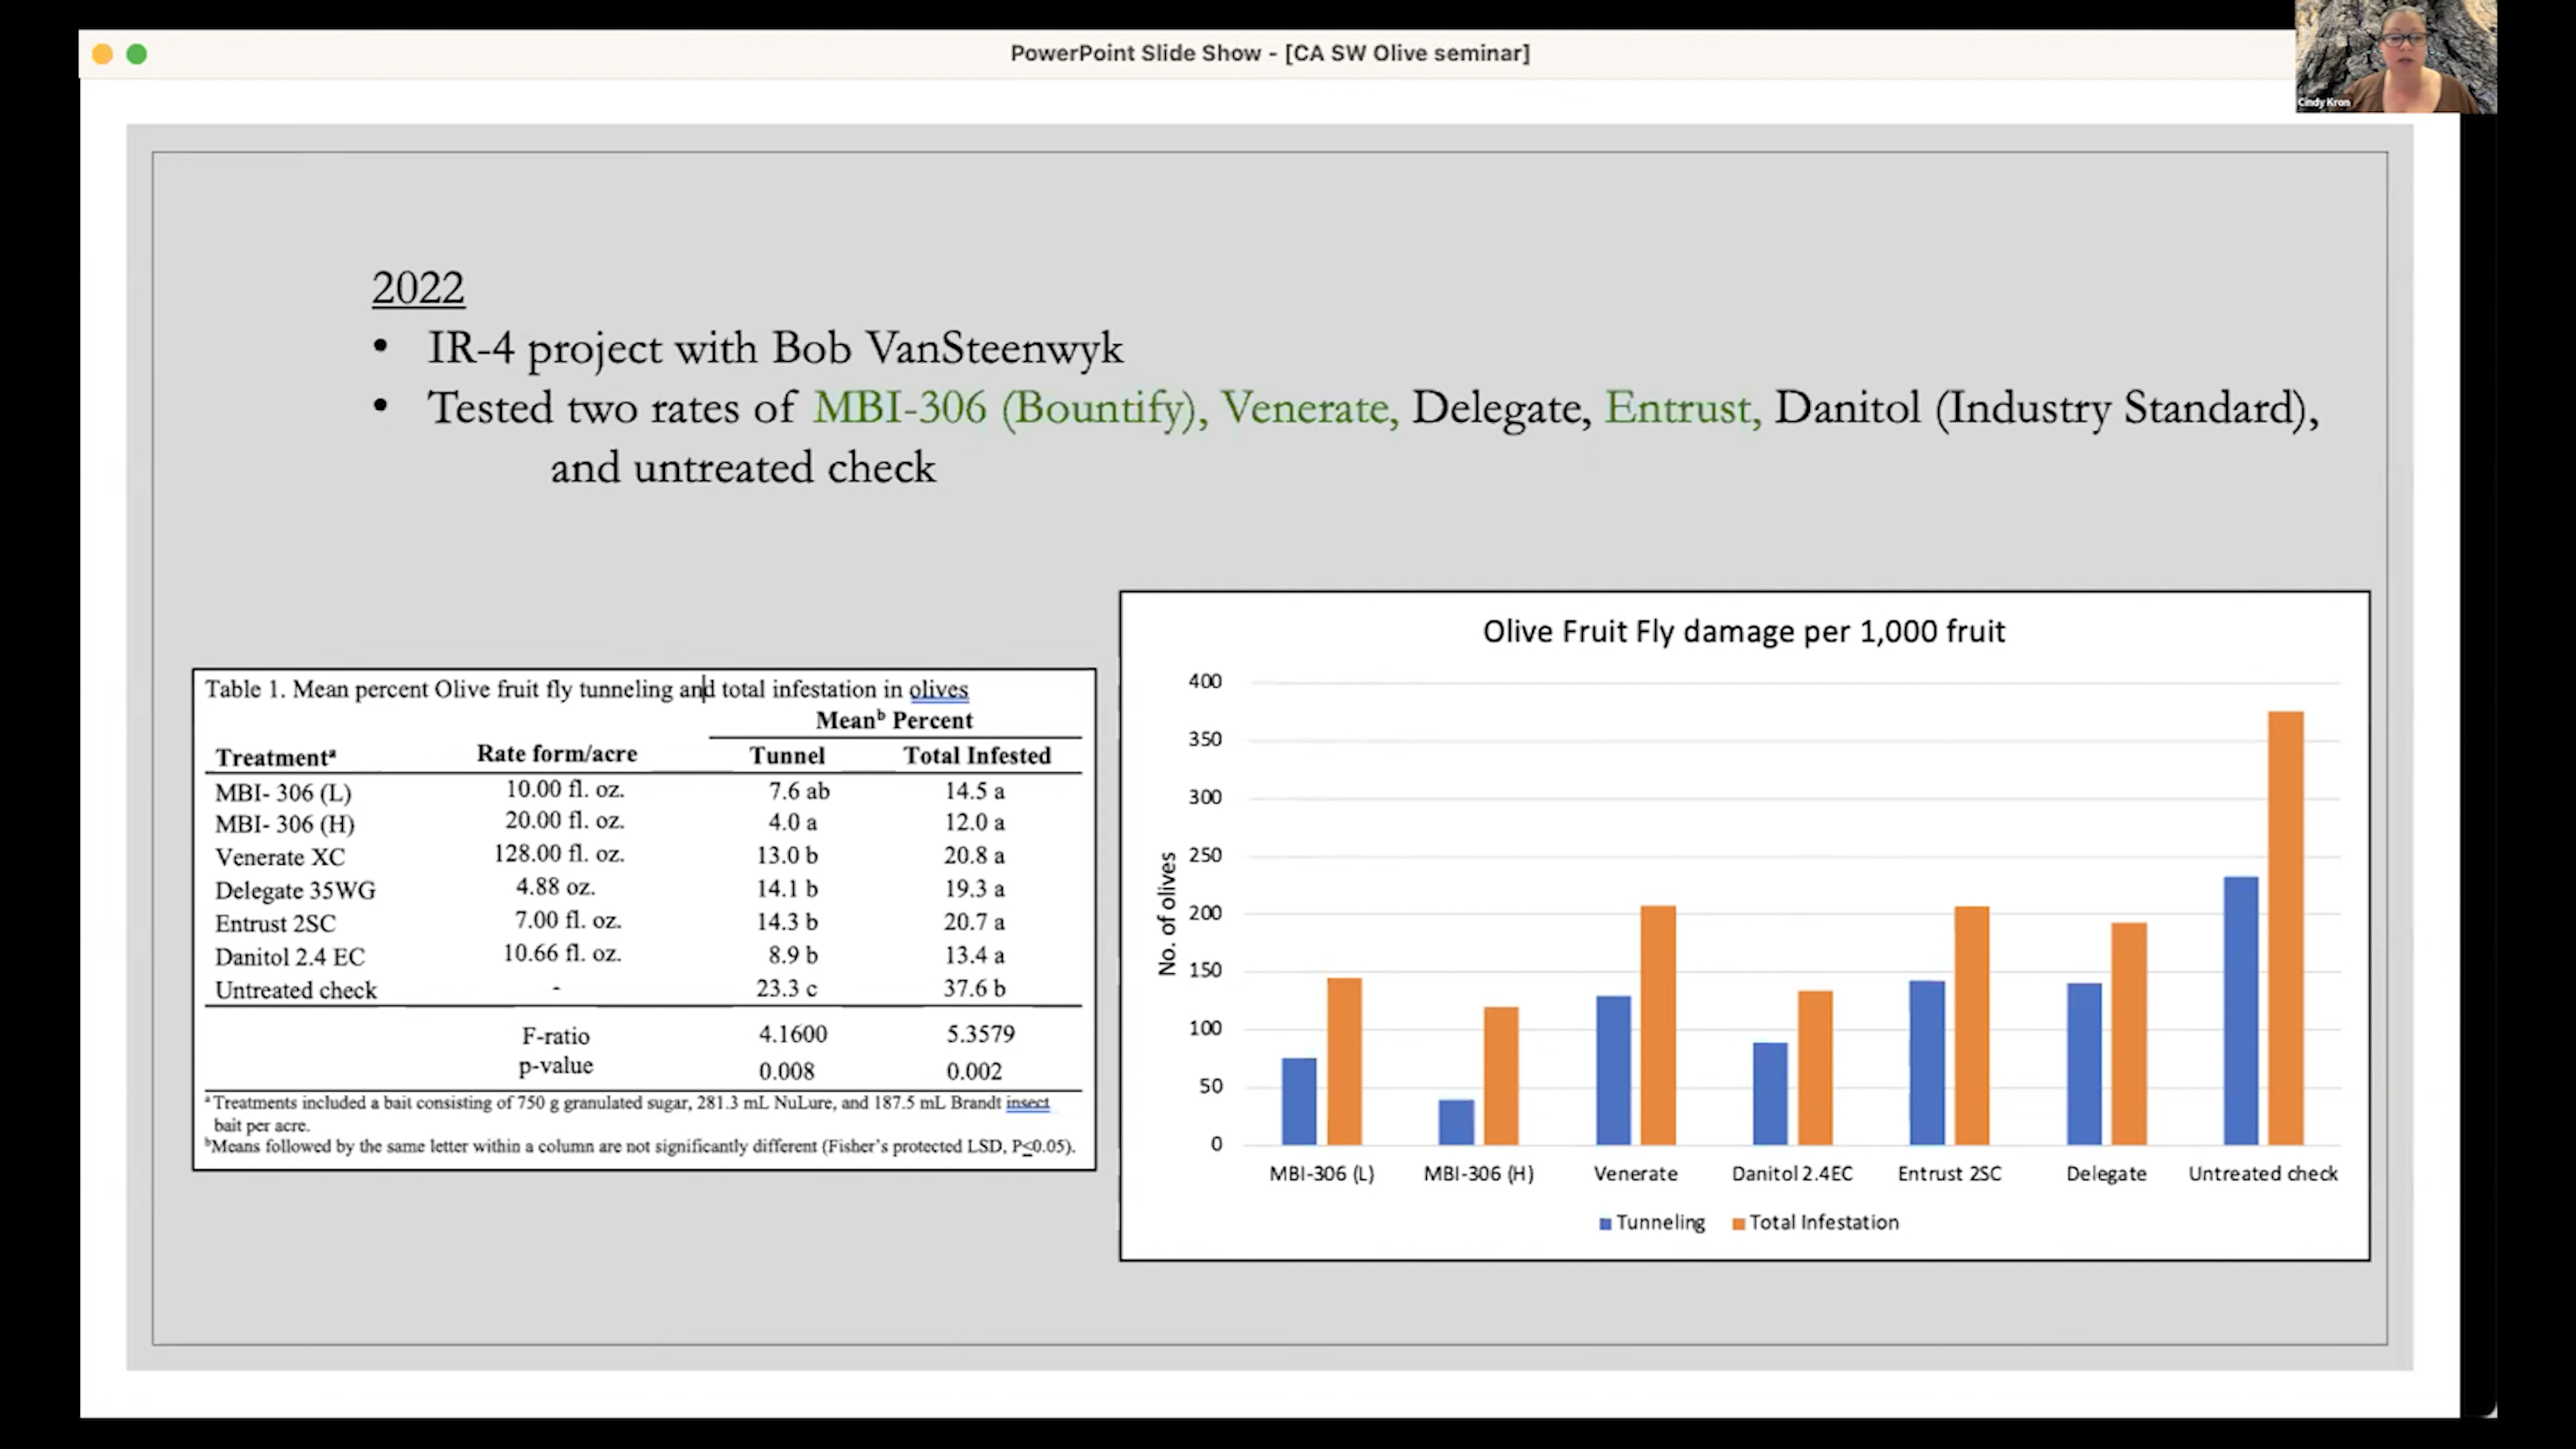 PowerPoint Slide Show - [CA SW Olive seminar]
Cindy Kron
2022
• IR-4 project with Bob VanSteenwyk
• Tested two rates of MBI-306 (Bountify), Venerate, Delegate, Entrust, Danitol (Industry Standard),
and untreated check
Table 1. Mean percent Olive fruit fly tunneling and total infestation in olives
Meanᵇ Percent
Treatmentᵃ Rate form/acre Tunnel Total Infested
MBI- 306 (L) 10.00 fl. oz. 7.6 ab 14.5 a
MBI- 306 (H) 20.00 fl. oz. 4.0 a 12.0 a
Venerate XC 128.00 fl. oz. 13.0 b 20.8 a
Delegate 35WG 4.88 oz. 14.1 b 19.3 a
Entrust 2SC 7.00 fl. oz. 14.3 b 20.7 a
Danitol 2.4 EC 10.66 fl. oz. 8.9 b 13.4 a
Untreated check - 23.3 c 37.6 b
F-ratio 4.1600 5.3579
p-value 0.008 0.002
ᵃ Treatments included a bait consisting of 750 g granulated sugar, 281.3 mL NuLure, and 187.5 mL Brandt insect
bait per acre.
ᵇMeans followed by the same letter within a column are not significantly different (Fisher's protected LSD, P≤0.05).
Olive Fruit Fly damage per 1,000 fruit
No. of olives
400
350
300
250
200
150
100
50
0
MBI-306 (L) MBI-306 (H) Venerate Danitol 2.4EC Entrust 2SC Delegate Untreated check
Tunneling Total Infestation